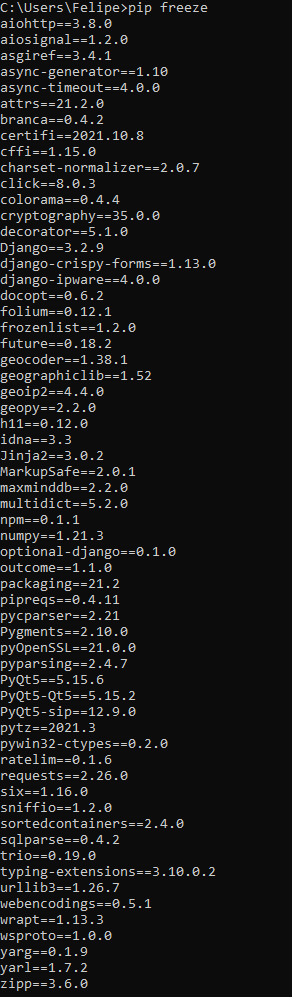 C:\Users\Felipe>pip freeze
aiohttp==3.8.0
aiosignal==1.2.0
asgiref==3.4.1
async-generator==1.10
async-timeout==4.0.0
attrs==21.2.0
branca==0.4.2
certifi==2021.10.8
cffi==1.15.0
charset-normalizer==2.0.7
click==8.0.3
colorama==0.4.4
cryptography==35.0.0
decorator==5.1.0
Django==3.2.9
django-crispy-forms==1.13.0
django-ipware==4.0.0
docopt==0.6.2
folium==0.12.1
frozenlist==1.2.0
future==0.18.2
geocoder==1.38.1
geographiclib==1.52
geoip2==4.4.0
geopy==2.2.0
h11==0.12.0
idna==3.3
Jinja2==3.0.2
MarkupSafe==2.0.1
maxminddb==2.2.0
multidict==5.2.0
npm==0.1.1
numpy==1.21.3
optional-django==0.1.0
outcome==1.1.0
packaging==21.2
pipreqs==0.4.11
pycparser==2.21
Pygments==2.10.0
pyOpenSSL==21.0.0
pyparsing==2.4.7
PyQt5==5.15.6
PyQt5-Qt5==5.15.2
PyQt5-sip==12.9.0
pytz==2021.3
pywin32-ctypes==0.2.0
ratelim==0.1.6
requests==2.26.0
six==1.16.0
sniffio==1.2.0
sortedcontainers==2.4.0
sqlparse==0.4.2
trio==0.19.0
typing-extensions==3.10.0.2
urllib3==1.26.7
webencodings==0.5.1
wrapt==1.13.3
wsproto==1.0.0
yarg==0.1.9
yarl==1.7.2
zipp==3.6.0